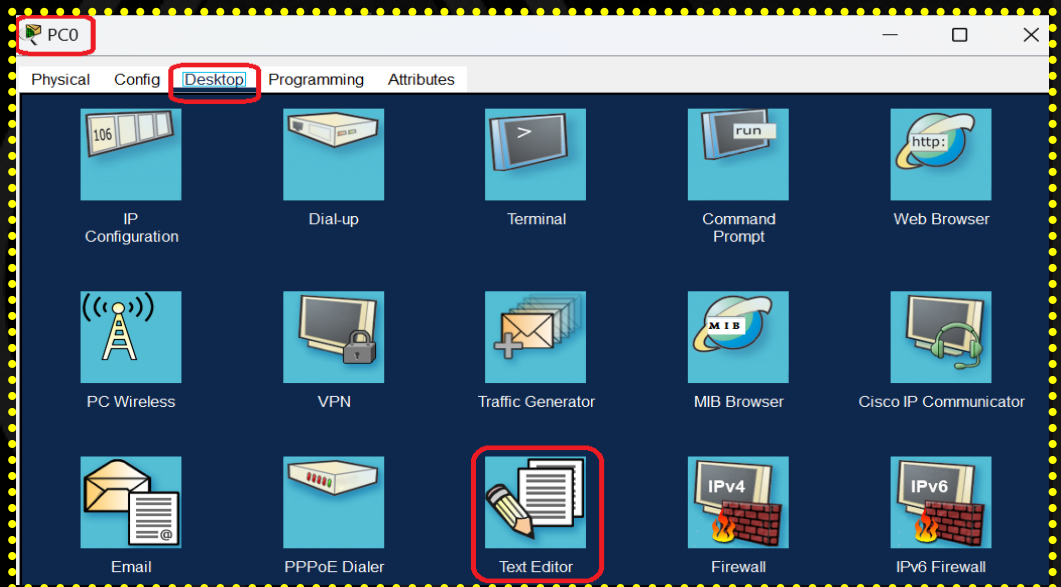 PC0
Physical Config Desktop Programming Attributes
106
>
run
http:
IP
Configuration
Dial-up
Terminal
Command
Prompt
Web Browser
MIB
PC Wireless
VPN
Traffic Generator
MIB Browser
Cisco IP Communicator
@
IPv4
IPv6
Email
PPPoE Dialer
Text Editor
Firewall
IPv6 Firewall